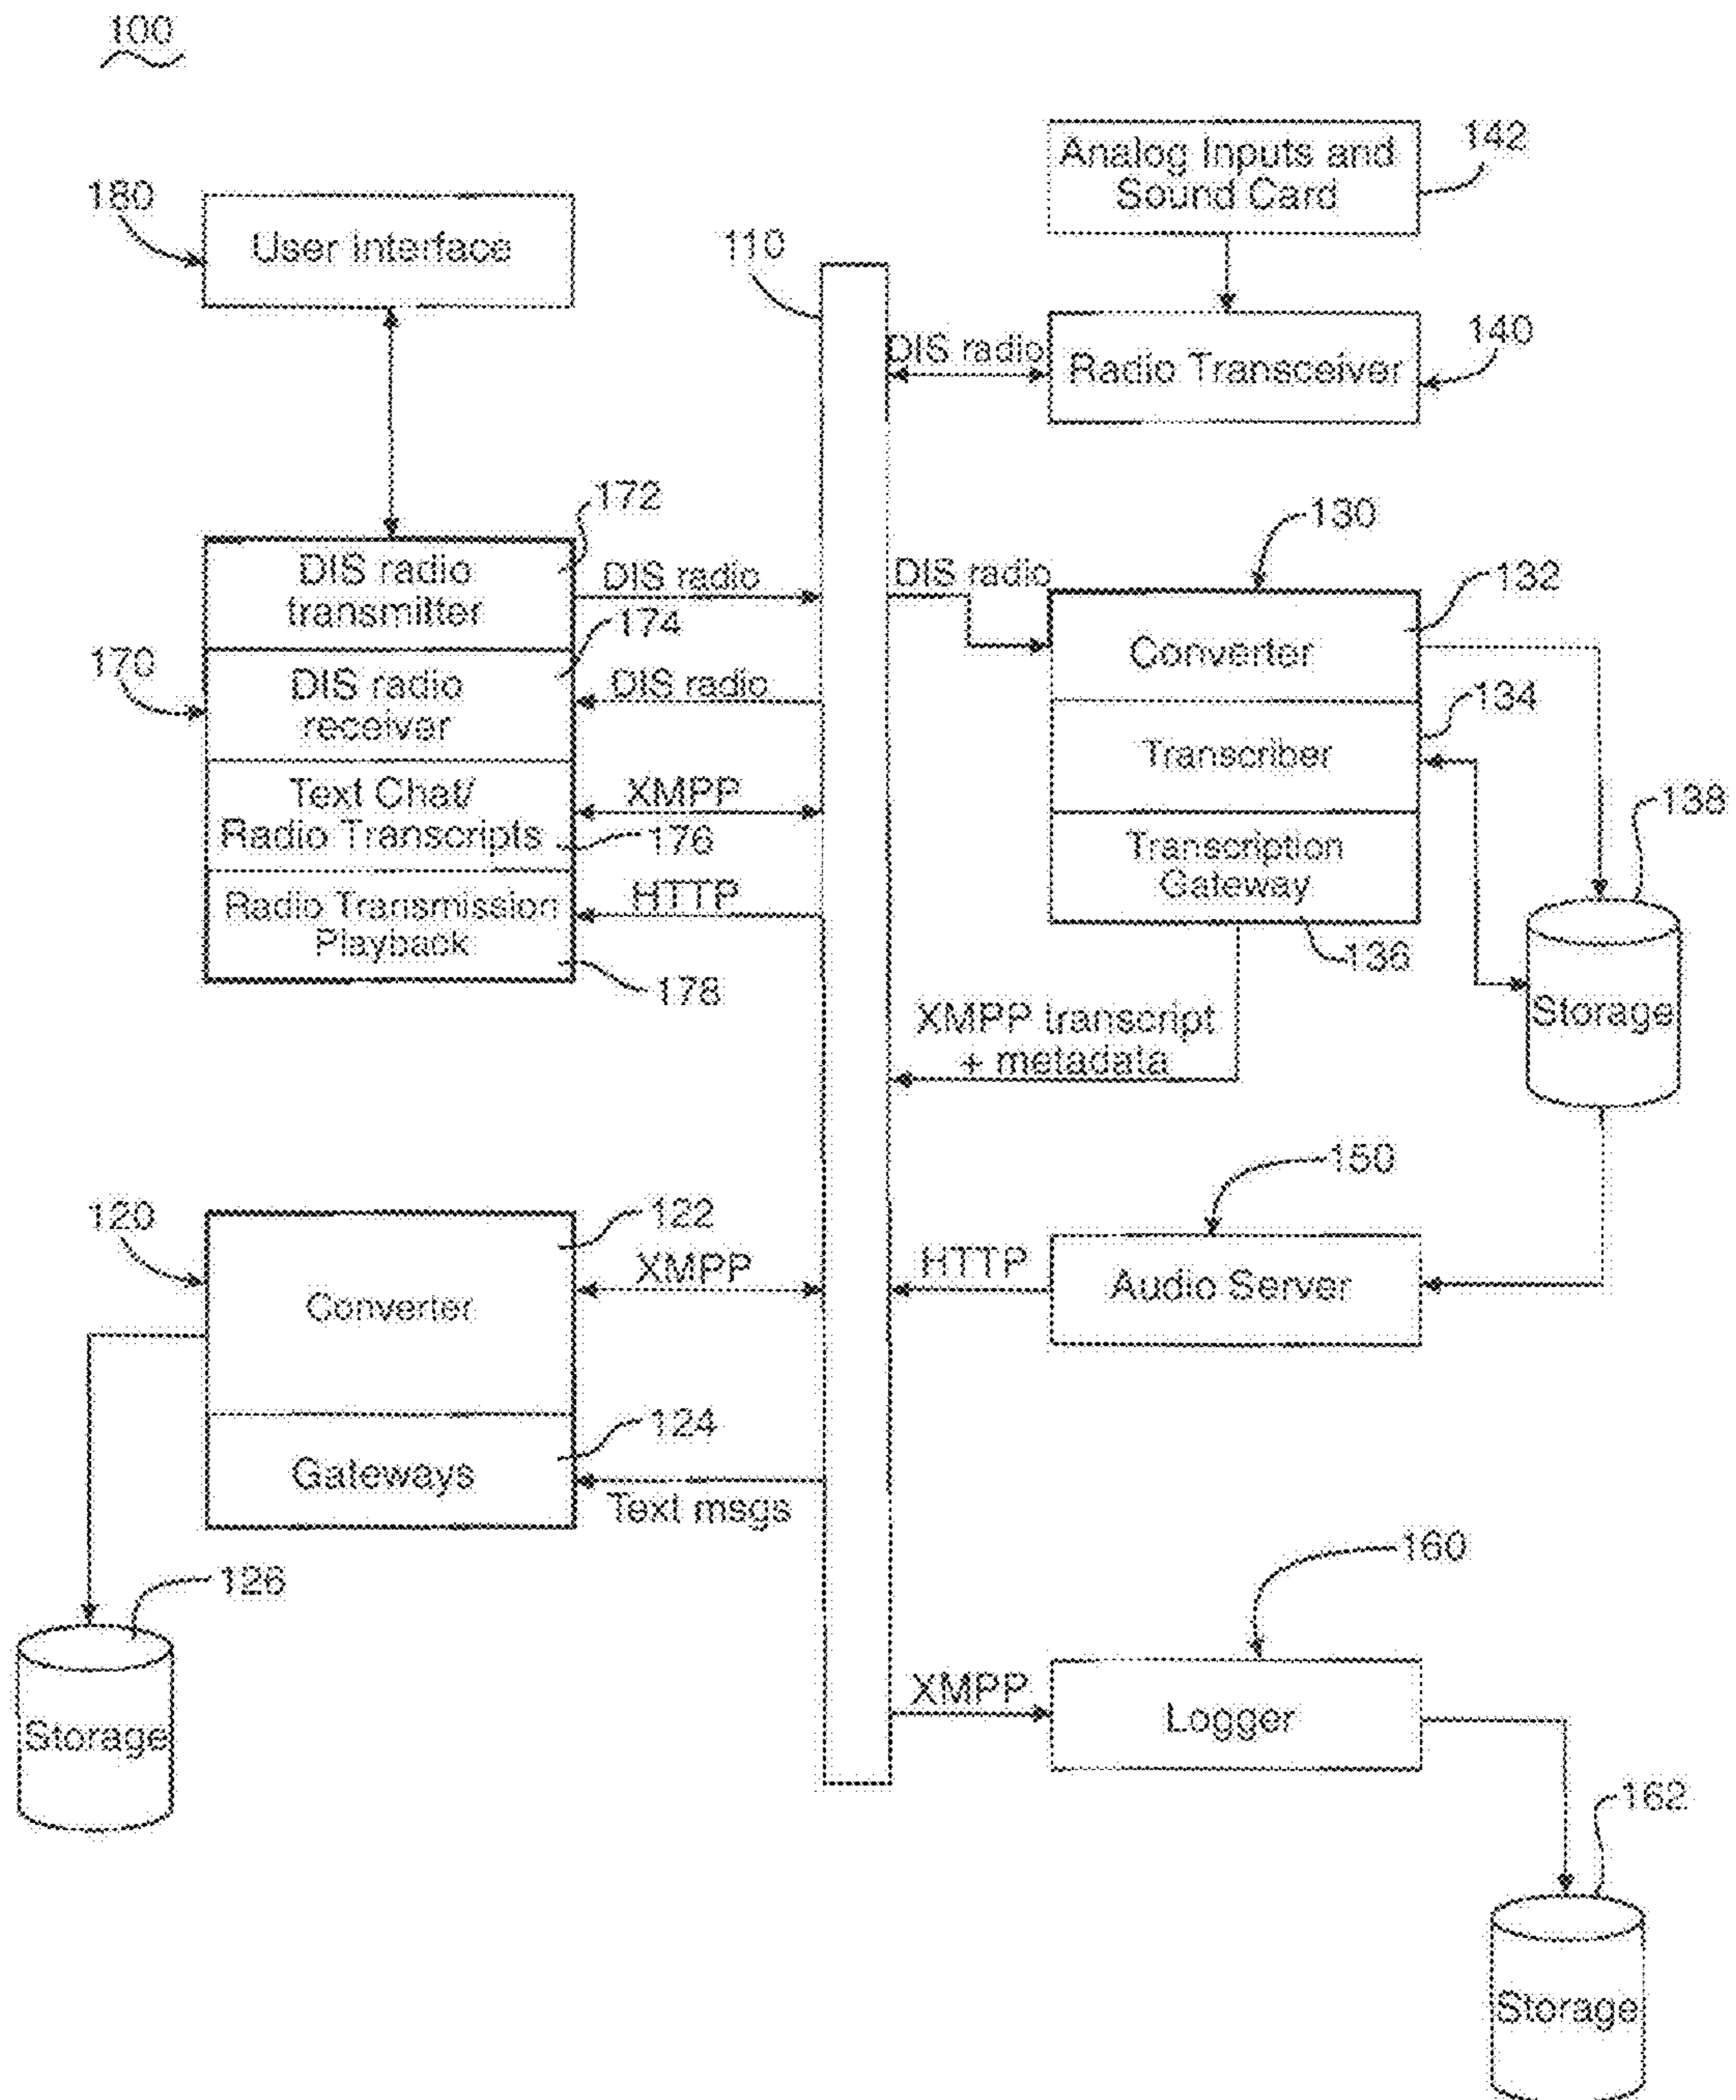 100
Analog Inputs and
Sound Card
142
180
User Interface
110
DIS radio
Radio Transceiver
140
172
DIS radio
transmitter
DIS radio
174
170
DIS radio
receiver
DIS radio
Text Chat/
Radio Transcripts
XMPP
176
Radio Transmission
Playback
HTTP
178
130
DIS radio
132
Converter
134
Transcriber
138
Transcription
Gateway
136
Storage
XMPP transcript
+ metadata
150
120
122
XMPP
Converter
HTTP
Audio Server
124
Gateways
Text msgs
126
Storage
160
XMPP
Logger
162
Storage